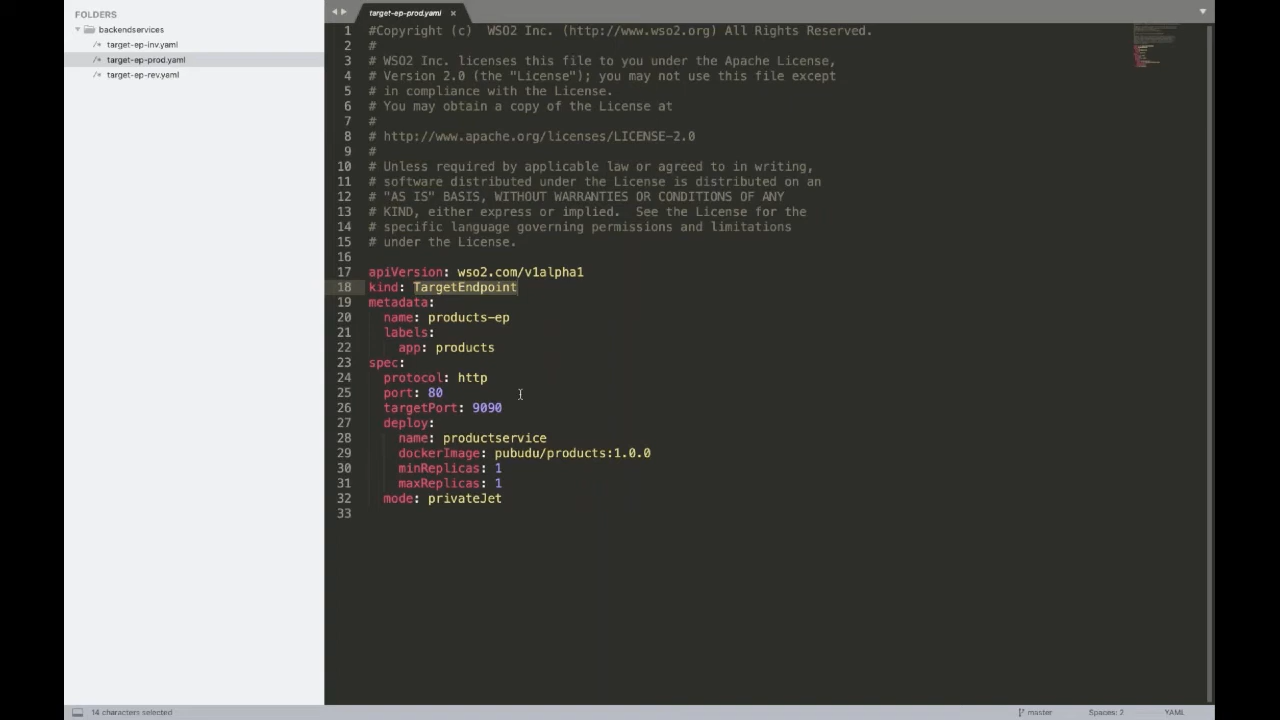 FOLDERS
backendservices
/* target-ep-inv.yaml
/* target-ep-prod.yaml
/* target-ep-rev.yaml
target-ep-prod.yaml ×
1 #Copyright (c)  WSO2 Inc. (http://www.wso2.org) All Rights Reserved.
2 #
3 # WSO2 Inc. licenses this file to you under the Apache License,
4 # Version 2.0 (the "License"); you may not use this file except
5 # in compliance with the License.
6 # You may obtain a copy of the License at
7 #
8 # http://www.apache.org/licenses/LICENSE-2.0
9 #
10 # Unless required by applicable law or agreed to in writing,
11 # software distributed under the License is distributed on an
12 # "AS IS" BASIS, WITHOUT WARRANTIES OR CONDITIONS OF ANY
13 # KIND, either express or implied.  See the License for the
14 # specific language governing permissions and limitations
15 # under the License.
16
17 apiVersion: wso2.com/v1alpha1
18 kind: TargetEndpoint
19 metadata:
20   name: products-ep
21   labels:
22     app: products
23 spec:
24   protocol: http
25   port: 80
26   targetPort: 9090
27   deploy:
28     name: productservice
29     dockerImage: pubudu/products:1.0.0
30     minReplicas: 1
31     maxReplicas: 1
32   mode: privateJet
33
14 characters selected
master
Spaces: 2
YAML